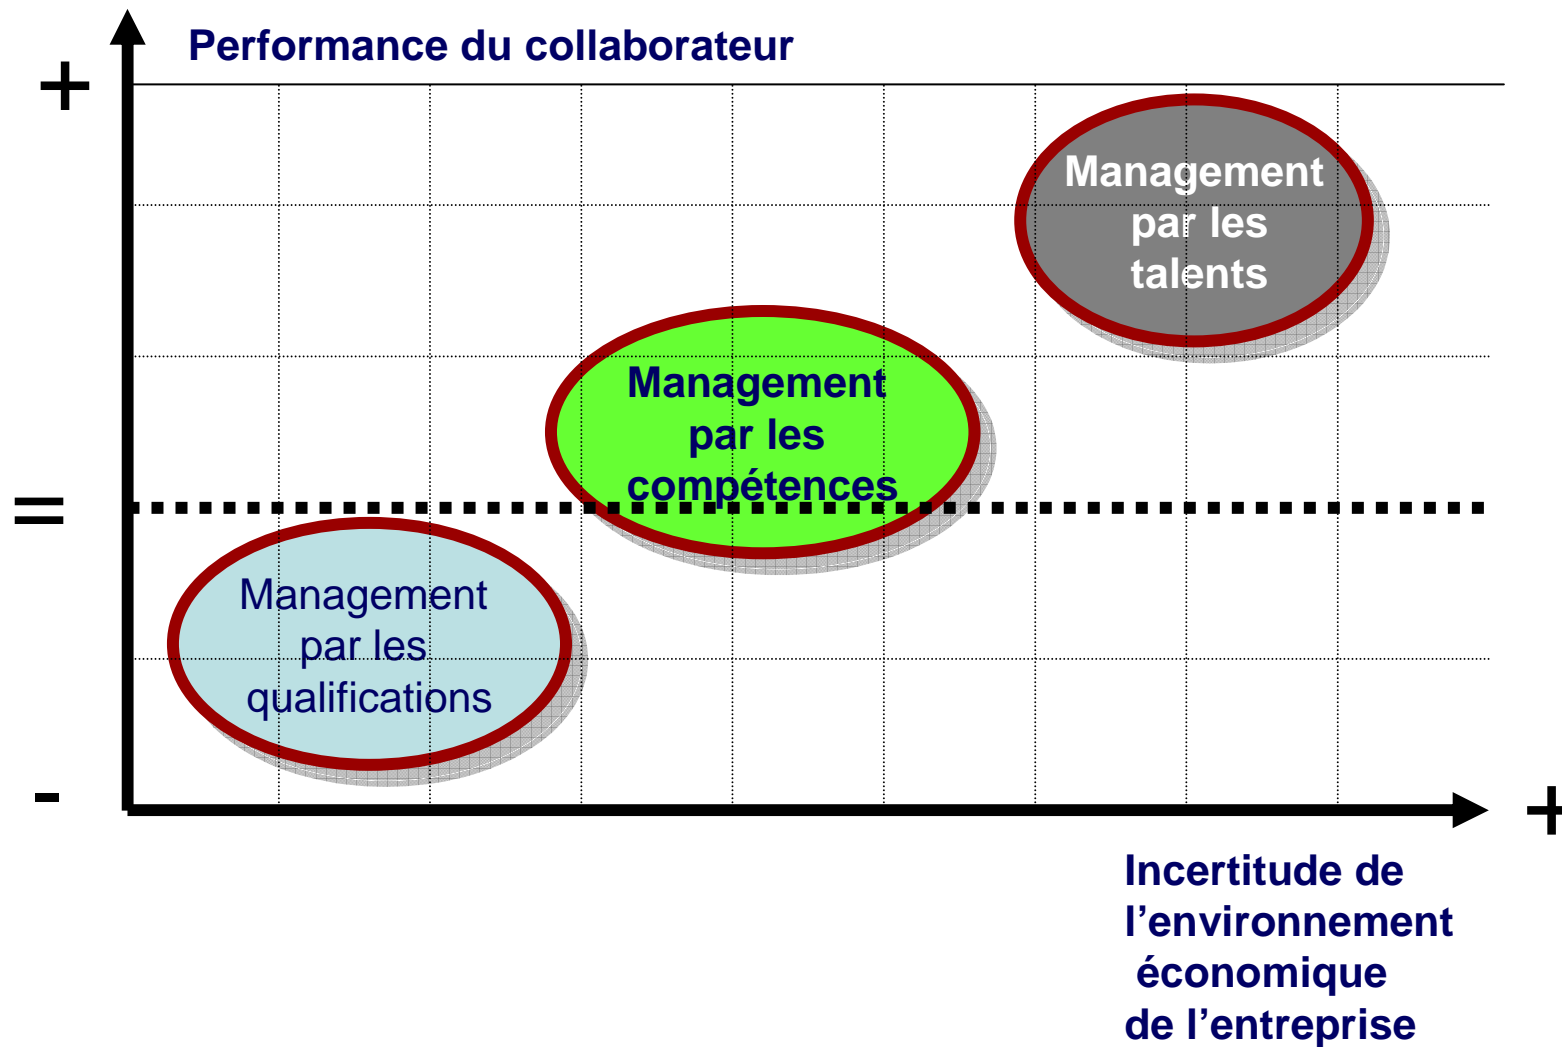 Performance du collaborateur
+
Management
par les
talents
Management
par les
compétences
=
Management
par les
qualifications
-
+
Incertitude de
l’environnement
économique
de l’entreprise